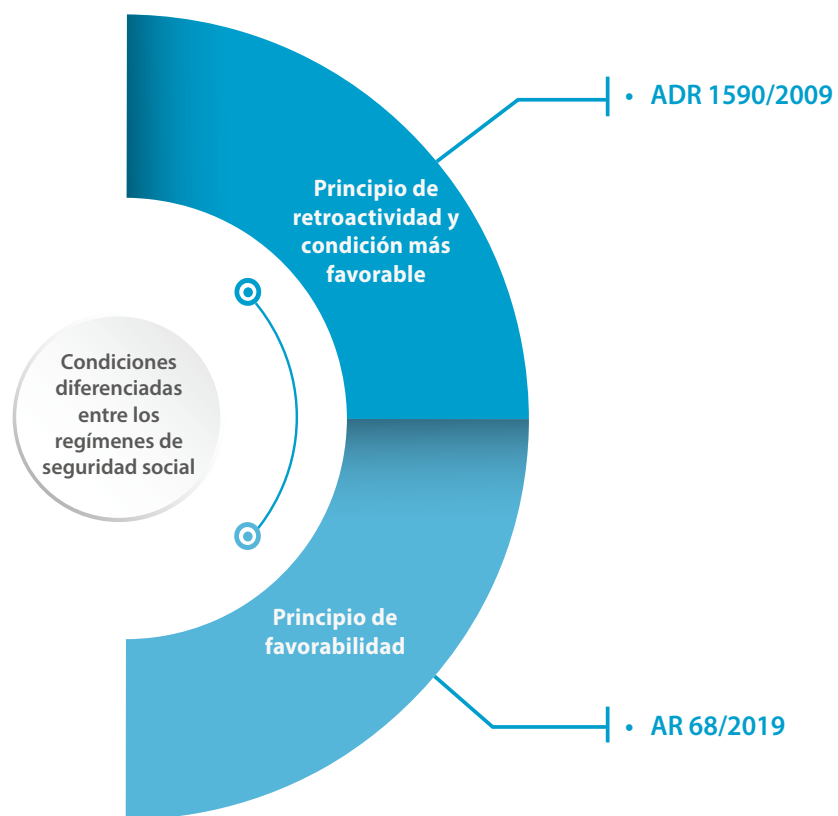 • ADR 1590/2009
Principio de
retroactividad y
condición más
favorable
Condiciones
diferenciadas
entre los
regímenes de
seguridad social
Principio de
favorabilidad
• AR 68/2019